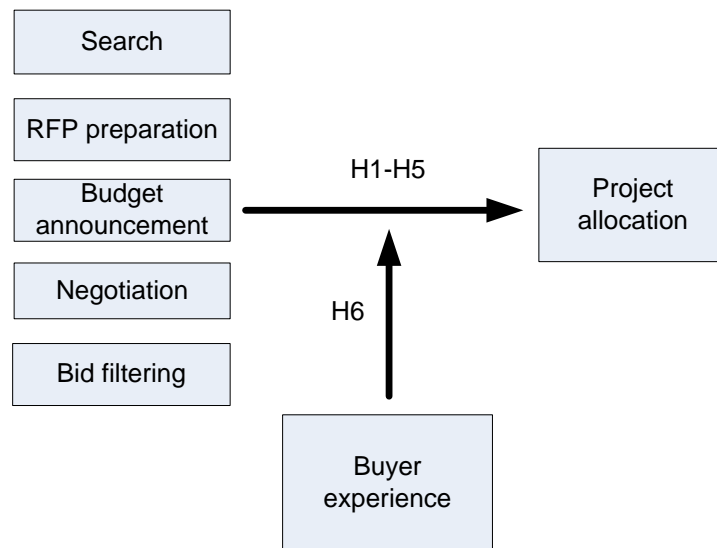 Search
RFP preparation
Budget
announcement
Negotiation
Bid filtering
H1-H5
H6
Project
allocation
Buyer
experience